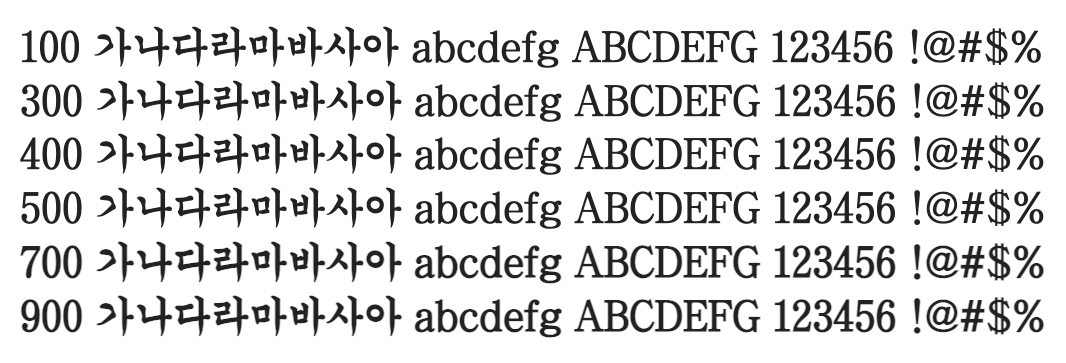 100 가나다라마바사아 abcdefg ABCDEFG 123456 !@#$%
300 가나다라마바사아 abcdefg ABCDEFG 123456 !@#$%
400 가나다라마바사아 abcdefg ABCDEFG 123456 !@#$%
500 가나다라마바사아 abcdefg ABCDEFG 123456 !@#$%
700 가나다라마바사아 abcdefg ABCDEFG 123456 !@#$%
900 가나다라마바사아 abcdefg ABCDEFG 123456 !@#$%